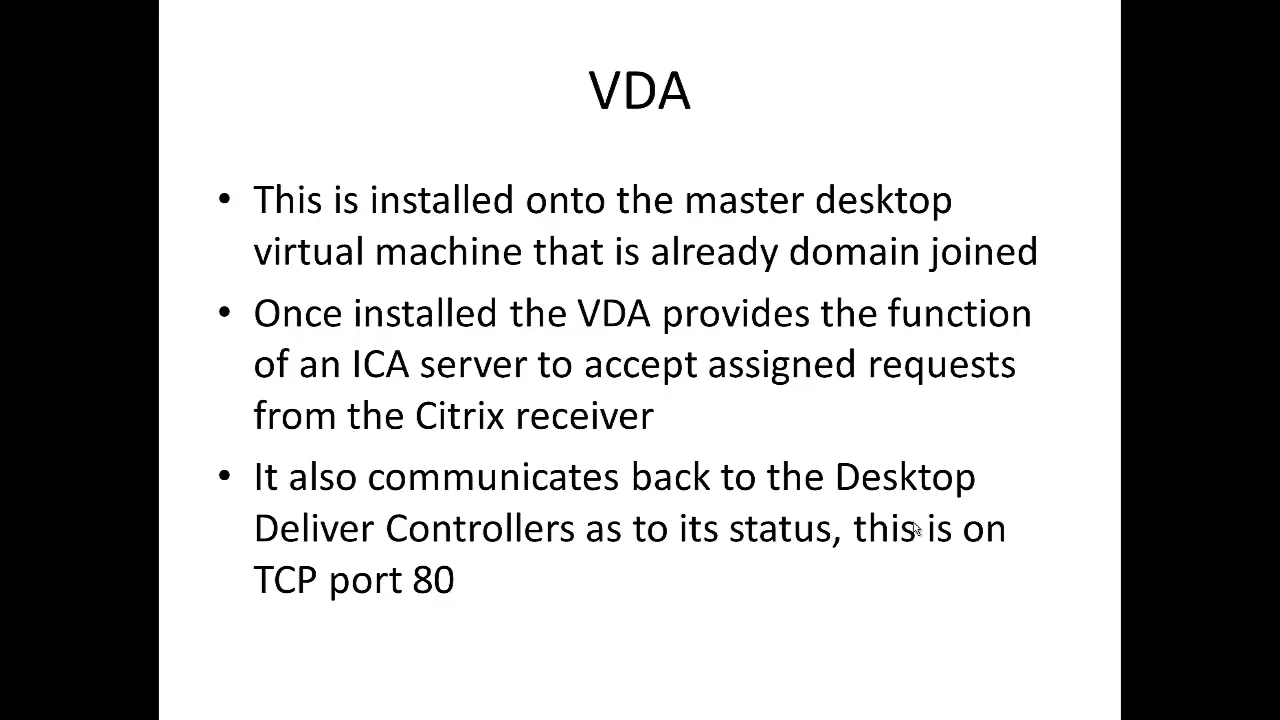 VDA
• This is installed onto the master desktop
virtual machine that is already domain joined
• Once installed the VDA provides the function
of an ICA server to accept assigned requests
from the Citrix receiver
• It also communicates back to the Desktop
Deliver Controllers as to its status, this is on
TCP port 80